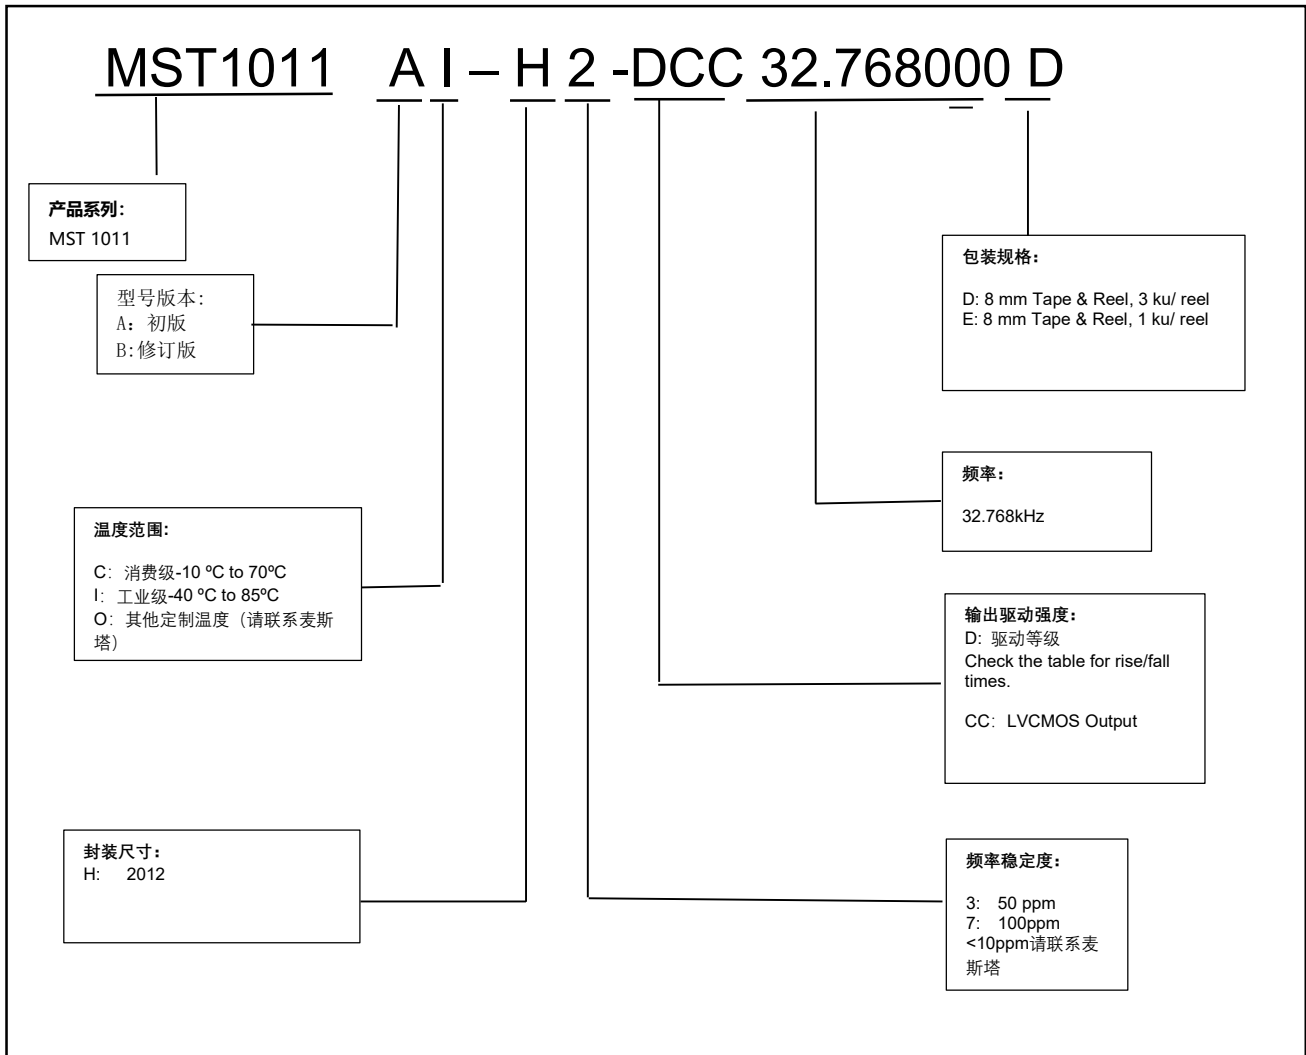 MST1011 A I – H 2 -DCC 32.768000 D
产品系列：
MST 1011
型号版本：
A：初版
B:修订版
温度范围:
C：消费级-10 ºC to 70ºC
I：工业级-40 ºC to 85ºC
O：其他定制温度（请联系麦斯
塔）
封装尺寸：
H: 2012
包装规格：
D: 8 mm Tape & Reel, 3 ku/ reel
E: 8 mm Tape & Reel, 1 ku/ reel
频率：
32.768kHz
输出驱动强度：
D: 驱动等级
Check the table for rise/fall
times.
CC：LVCMOS Output
频率稳定度：
3: 50 ppm
7: 100ppm
<10ppm请联系麦
斯塔